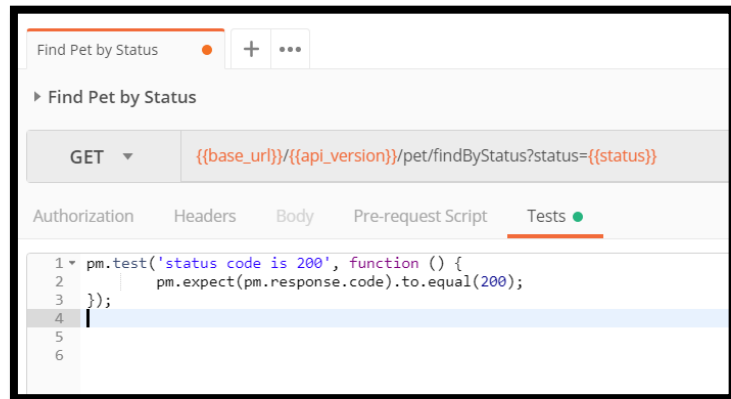 Find Pet by Status
Find Pet by Status
GET {{base_url}}/{{api_version}}/pet/findByStatus?status={{status}}
Authorization Headers Body Pre-request Script Tests
1 pm.test('status code is 200', function () {
2 pm.expect(pm.response.code).to.equal(200);
3 });
4
5
6